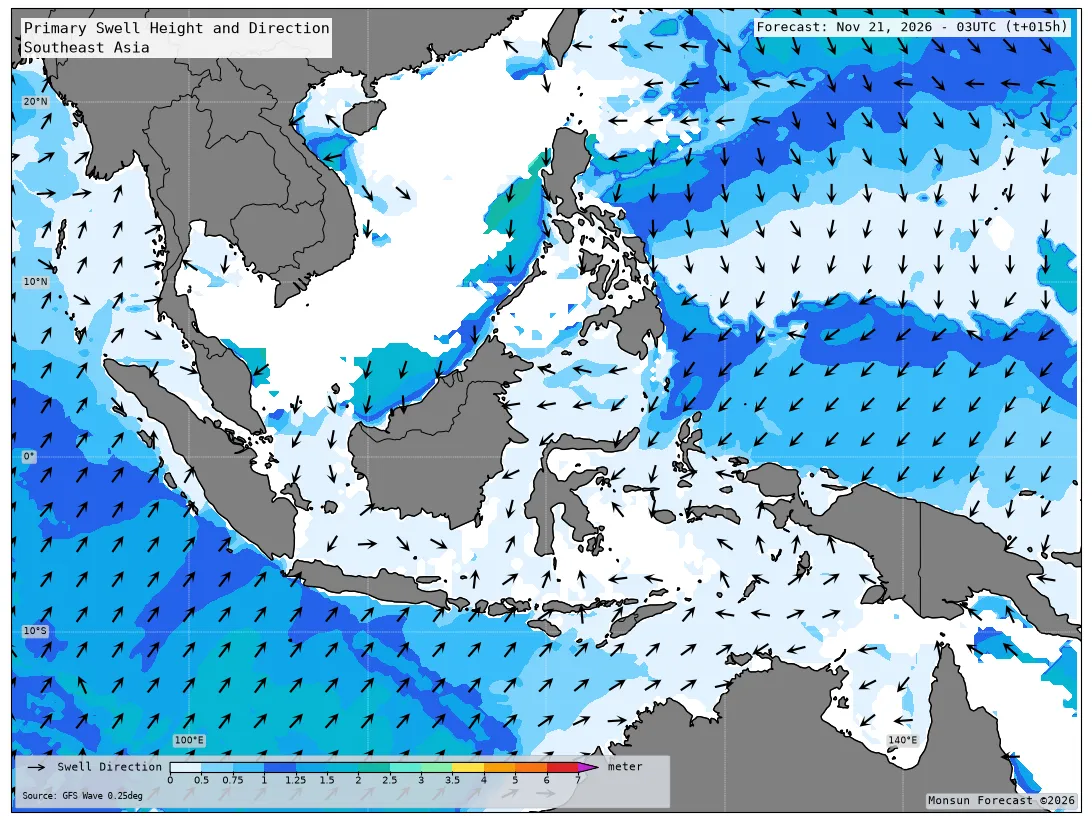 Primary Swell Height and Direction
Southeast Asia
Forecast: Nov 21, 2026 - 03UTC (t+015h)
20°N
10°N
0°
10°S
100°E
140°E
Swell Direction
0 0.5 0.75 1 1.25 1.5 2 2.5 3 3.5 4 5 6 7
meter
Source: GFS Wave 0.25deg
Monsun Forecast ©2026